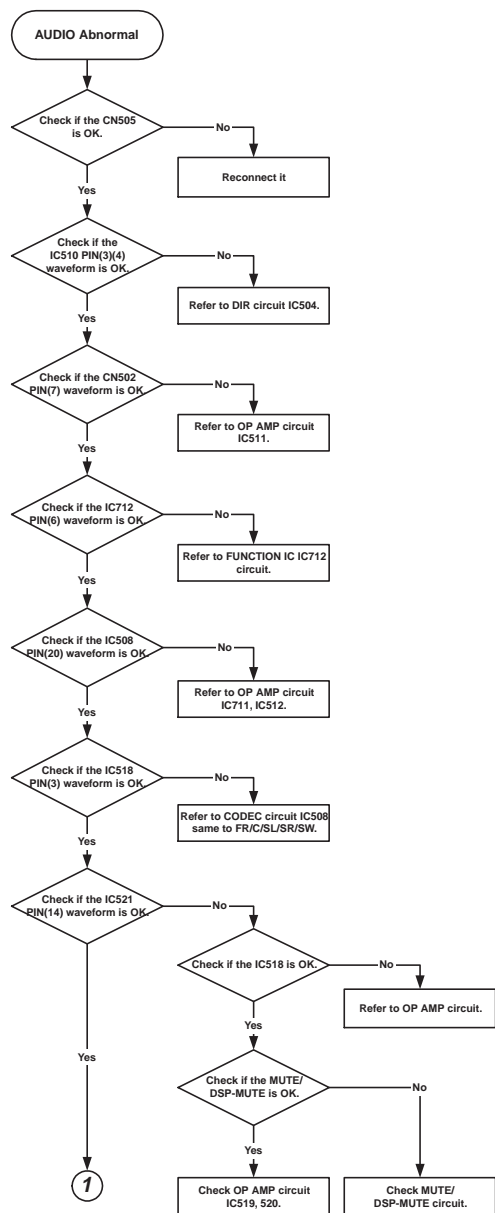 AUDIO Abnormal
Check if the CN505
is OK.
No
Reconnect it
Yes
Check if the
IC510 PIN(3)(4)
waveform is OK.
No
Refer to DIR circuit IC504.
Yes
Check if the CN502
PIN(7) waveform is OK.
No
Refer to OP AMP circuit
IC511.
Yes
Check if the IC712
PIN(6) waveform is OK.
No
Refer to FUNCTION IC IC712
circuit.
Yes
Check if the IC508
PIN(20) waveform is OK.
No
Refer to OP AMP circuit
IC711, IC512.
Yes
Check if the IC518
PIN(3) waveform is OK.
No
Refer to CODEC circuit IC508
same to FR/C/SL/SR/SW.
Yes
Check if the IC521
PIN(14) waveform is OK.
No
Check if the IC518 is OK.
No
Refer to OP AMP circuit.
Yes
Yes
Check if the MUTE/
DSP-MUTE is OK.
No
Yes
1
Check OP AMP circuit
IC519, 520.
Check MUTE/
DSP-MUTE circuit.